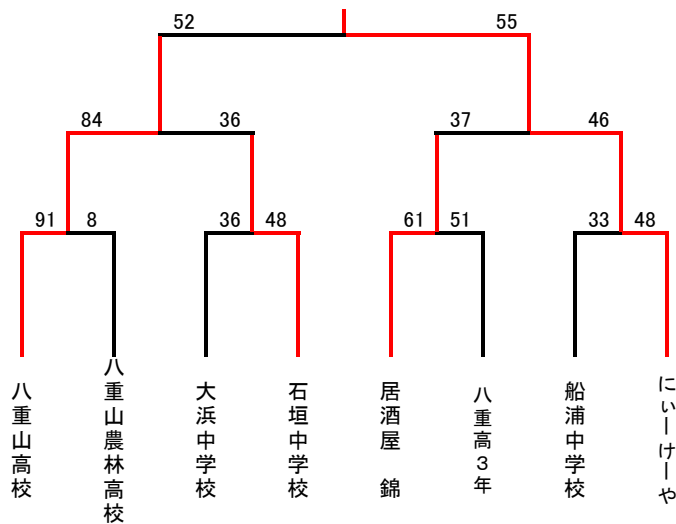 52 55
84 36 37 46
91 8 36 48 61 51 33 48
八重山高校
八重山農林高校
大浜中学校
石垣中学校
居酒屋 錦
八重高３年
船浦中学校
にぃーけーや